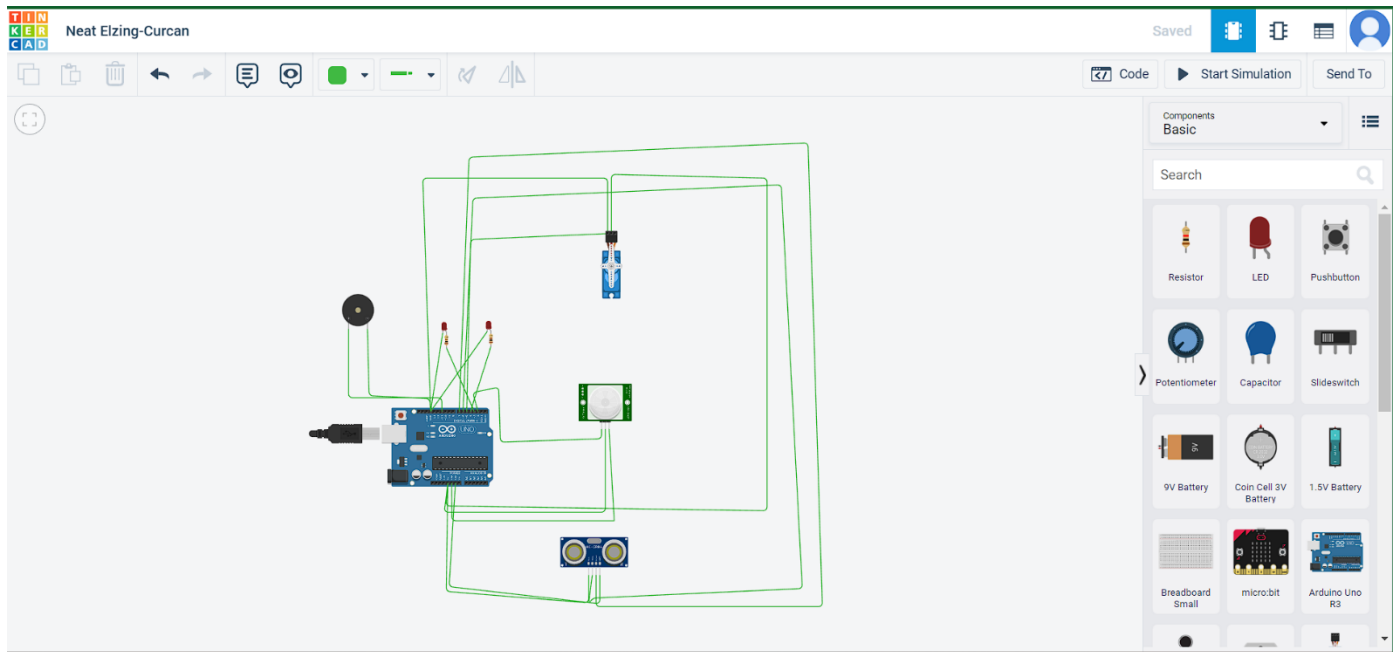 TIN
KER
CAD
Neat Elzing-Curcan
Saved
Code
Start Simulation
Send To
Components
Basic
Search
Resistor
LED
Pushbutton
Potentiometer
Capacitor
Slideswitch
9V
9V Battery
Coin Cell 3V
Battery
1.5V Battery
Breadboard
Small
micro:bit
Arduino Uno
R3
UNO